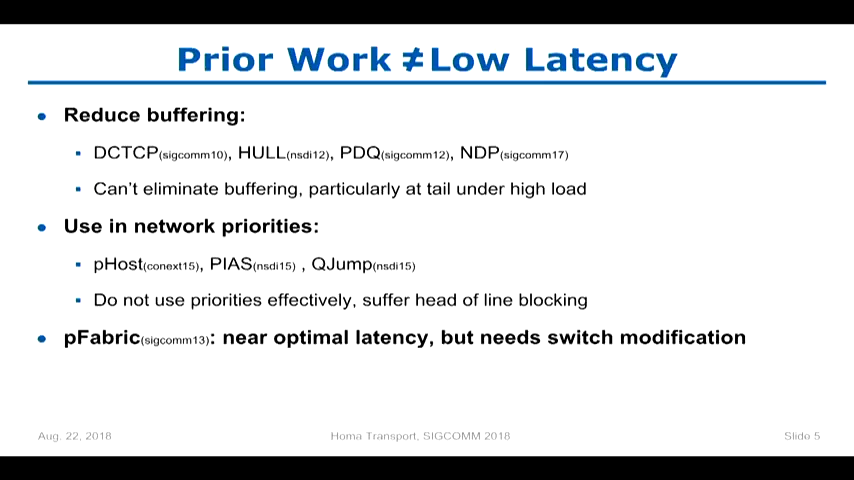 Prior Work ≠ Low Latency
Reduce buffering:
DCTCP(sigcomm10), HULL(nsdi12), PDQ(sigcomm12), NDP(sigcomm17)
Can't eliminate buffering, particularly at tail under high load
Use in network priorities:
pHost(conext15), PIAS(nsdi15) , QJump(nsdi15)
Do not use priorities effectively, suffer head of line blocking
pFabric(sigcomm13): near optimal latency, but needs switch modification
Aug. 22, 2018 Homa Transport, SIGCOMM 2018 Slide 5